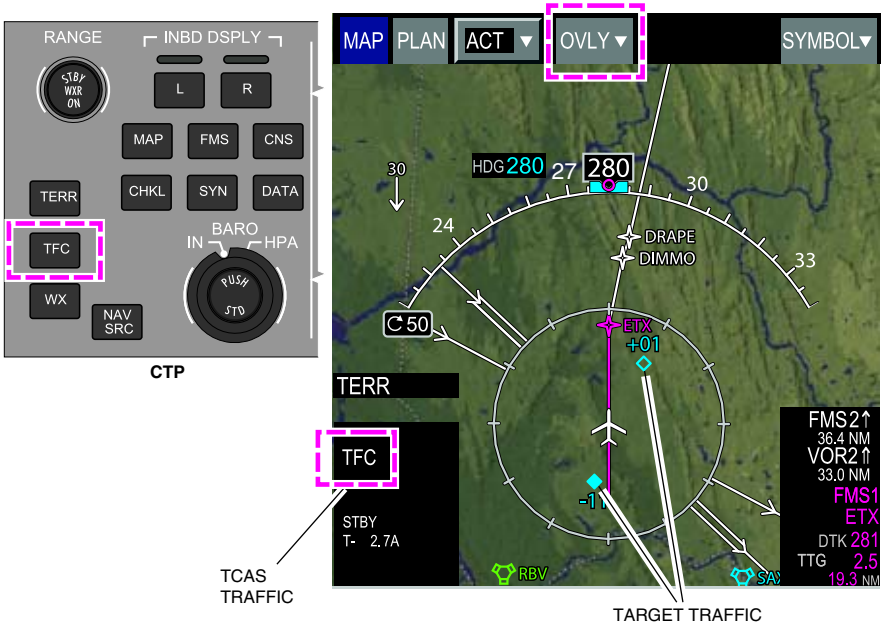 RANGE
INBD DSPLY
STBY
WXR
ON
L
R
MAP
FMS
CNS
TERR
CHKL
SYN
DATA
TFC
BARO
IN
HPA
PUSH
STD
WX
NAV
SRC
CTP
MAP
PLAN
ACT
OVLY
SYMBOL
30
HDG 280
27
280
30
24
33
DRAPE
DIMMO
50
ETX
+01
TERR
TFC
-11
STBY
T- 2.7A
RBV
SAX
FMS2↑
36.4 NM
VOR2⇑
33.0 NM
FMS1
ETX
DTK 281
TTG 2.5
19.3 NM
TCAS
TRAFFIC
TARGET TRAFFIC